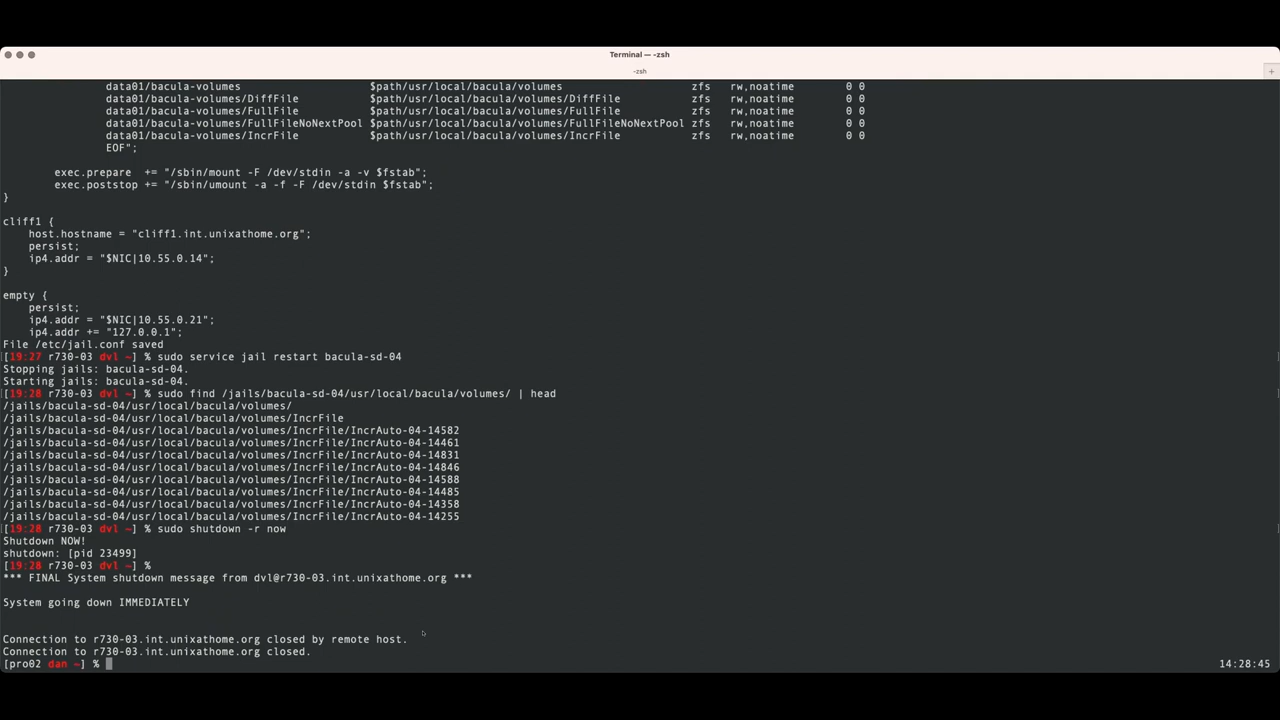 Terminal — -zsh
-zsh
+
data01/bacula-volumes $path/usr/local/bacula/volumes zfs rw,noatime 0 0
data01/bacula-volumes/DiffFile $path/usr/local/bacula/volumes/DiffFile zfs rw,noatime 0 0
data01/bacula-volumes/FullFile $path/usr/local/bacula/volumes/FullFile zfs rw,noatime 0 0
data01/bacula-volumes/FullFileNoNextPool $path/usr/local/bacula/volumes/FullFileNoNextPool zfs rw,noatime 0 0
data01/bacula-volumes/IncrFile $path/usr/local/bacula/volumes/IncrFile zfs rw,noatime 0 0
EOF";
exec.prepare += "/sbin/mount -F /dev/stdin -a -v $fstab";
exec.poststop += "/sbin/umount -a -f -F /dev/stdin $fstab";
}
cliff1 {
host.hostname = "cliff1.int.unixathome.org";
persist;
ip4.addr = "$NIC|10.55.0.14";
}
empty {
persist;
ip4.addr = "$NIC|10.55.0.21";
ip4.addr += "127.0.0.1";
File /etc/jail.conf saved
[19:27 r730-03 dvl ~] % sudo service jail restart bacula-sd-04
Stopping jails: bacula-sd-04.
Starting jails: bacula-sd-04.
[19:28 r730-03 dvl ~] % sudo find /jails/bacula-sd-04/usr/local/bacula/volumes/ | head
/jails/bacula-sd-04/usr/local/bacula/volumes/
/jails/bacula-sd-04/usr/local/bacula/volumes/IncrFile
/jails/bacula-sd-04/usr/local/bacula/volumes/IncrFile/IncrAuto-04-14582
/jails/bacula-sd-04/usr/local/bacula/volumes/IncrFile/IncrAuto-04-14461
/jails/bacula-sd-04/usr/local/bacula/volumes/IncrFile/IncrAuto-04-14831
/jails/bacula-sd-04/usr/local/bacula/volumes/IncrFile/IncrAuto-04-14846
/jails/bacula-sd-04/usr/local/bacula/volumes/IncrFile/IncrAuto-04-14588
/jails/bacula-sd-04/usr/local/bacula/volumes/IncrFile/IncrAuto-04-14485
/jails/bacula-sd-04/usr/local/bacula/volumes/IncrFile/IncrAuto-04-14358
/jails/bacula-sd-04/usr/local/bacula/volumes/IncrFile/IncrAuto-04-14255
[19:28 r730-03 dvl ~] % sudo shutdown -r now
Shutdown NOW!
shutdown: [pid 23499]
[19:28 r730-03 dvl ~] %
*** FINAL System shutdown message from dvl@r730-03.int.unixathome.org ***
System going down IMMEDIATELY
Connection to r730-03.int.unixathome.org closed by remote host.
Connection to r730-03.int.unixathome.org closed.
[pro02 dan ~] % 14:28:45